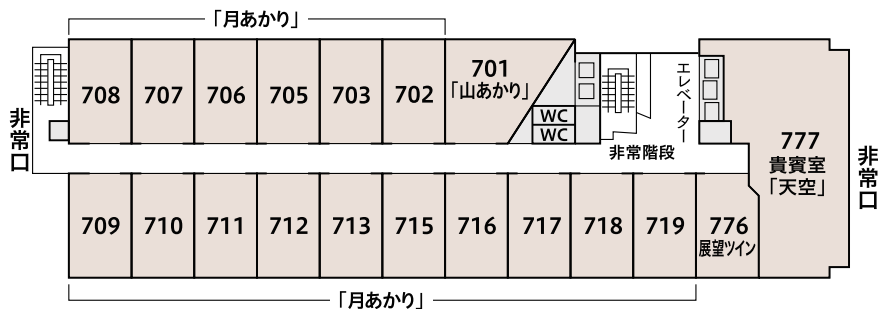 「月あかり」
708
707
706
705
703
702
701
「山あかり」
WC
WC
非常階段
エレベーター
777
貴賓室
「天空」
非常口
非常口
709
710
711
712
713
715
716
717
718
719
776
展望ツイン
「月あかり」